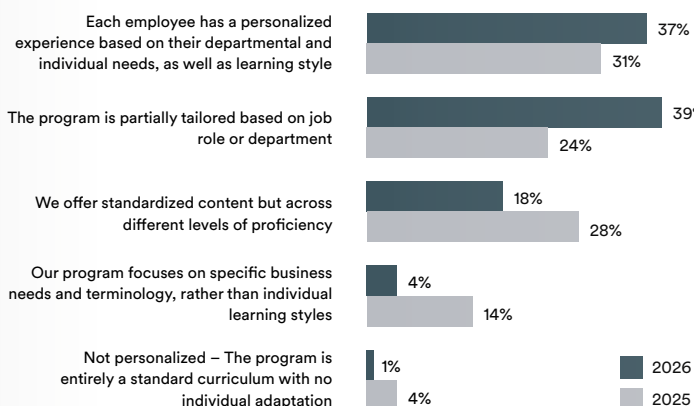 Each employee has a personalized
experience based on their departmental and
individual needs, as well as learning style
37%
31%
The program is partially tailored based on job
role or department
39%
24%
We offer standardized content but across
different levels of proficiency
18%
28%
Our program focuses on specific business
needs and terminology, rather than individual
learning styles
4%
14%
Not personalized – The program is
entirely a standard curriculum with no
individual adaptation
1%
4%
2026
2025